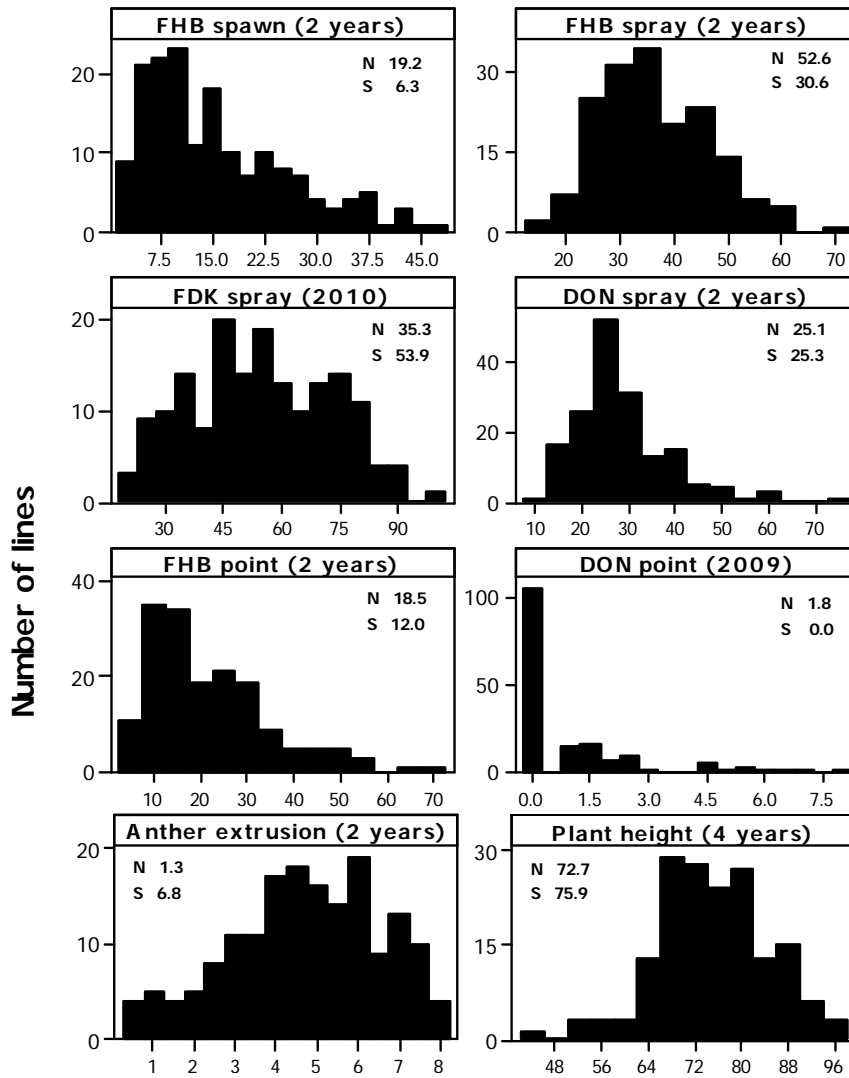 Number of lines
FHB spawn (2 years)
N 19.2
S 6.3
20
10
0
7.5 15.0 22.5 30.0 37.5 45.0
FHB spray (2 years)
N 52.6
S 30.6
30
15
0
20 30 40 50 60 70
FDK spray (2010)
N 35.3
S 53.9
20
10
0
30 45 60 75 90
DON spray (2 years)
N 25.1
S 25.3
40
20
0
10 20 30 40 50 60 70
FHB point (2 years)
N 18.5
S 12.0
40
20
0
10 20 30 40 50 60 70
DON point (2009)
N 1.8
S 0.0
100
50
0
0.0 1.5 3.0 4.5 6.0 7.5
Anther extrusion (2 years)
N 1.3
S 6.8
20
10
0
1 2 3 4 5 6 7 8
Plant height (4 years)
N 72.7
S 75.9
30
15
0
48 56 64 72 80 88 96